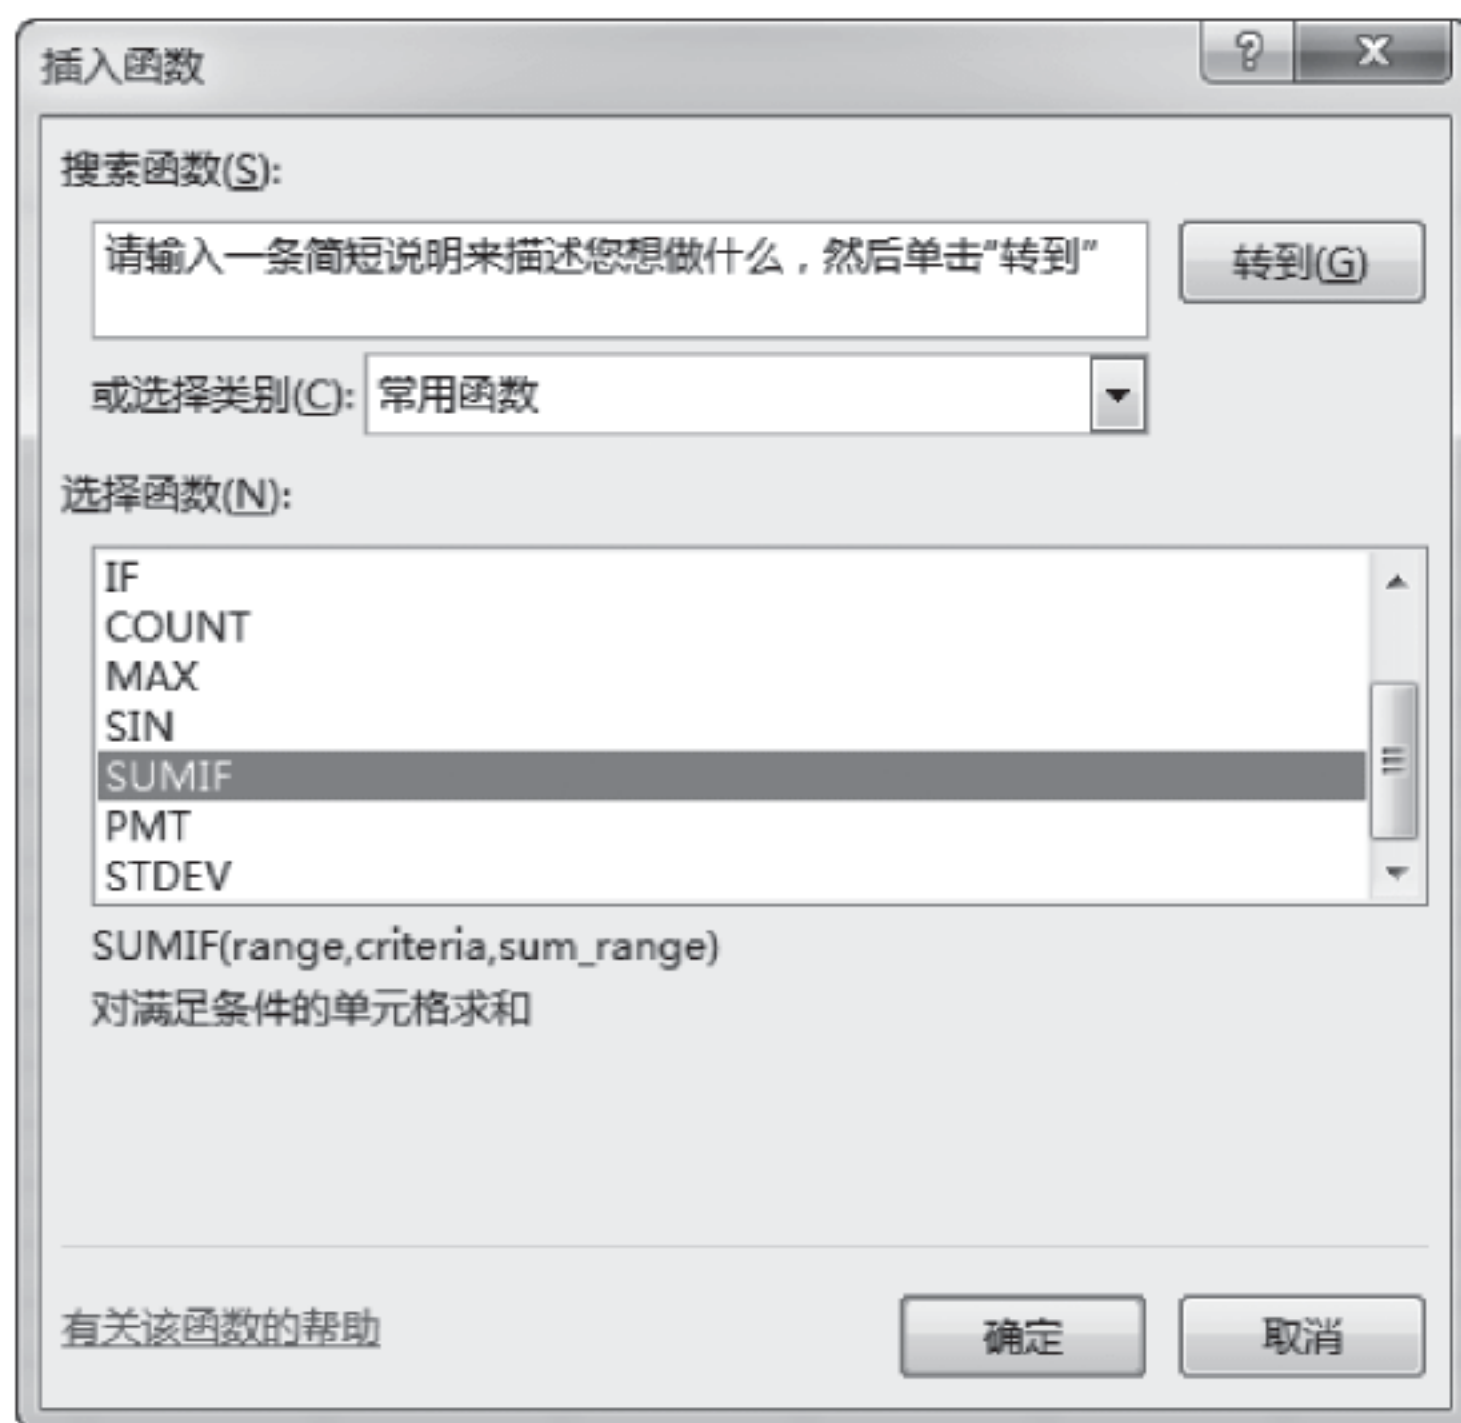 插入函数
搜索函数(S):
请输入一条简短说明来描述您想做什么，然后单击“转到”
转到(G)
或选择类别(C): 常用函数
选择函数(N):
IF
COUNT
MAX
SIN
SUMIF
PMT
STDEV
SUMIF(range,criteria,sum_range)
对满足条件的单元格求和
有关该函数的帮助
确定
取消